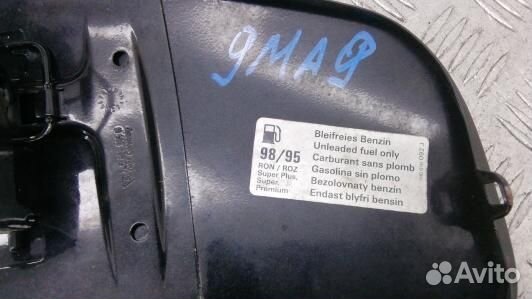 9МАЯ
98/95
RON / ROZ
Super Plus,
Super,
Premium
Bleifreies Benzin
Unleaded fuel only
Carburant sans plomb
Gasolina sin plomo
Bezolovnaty benzin
Endast blyfri bensin
Avito